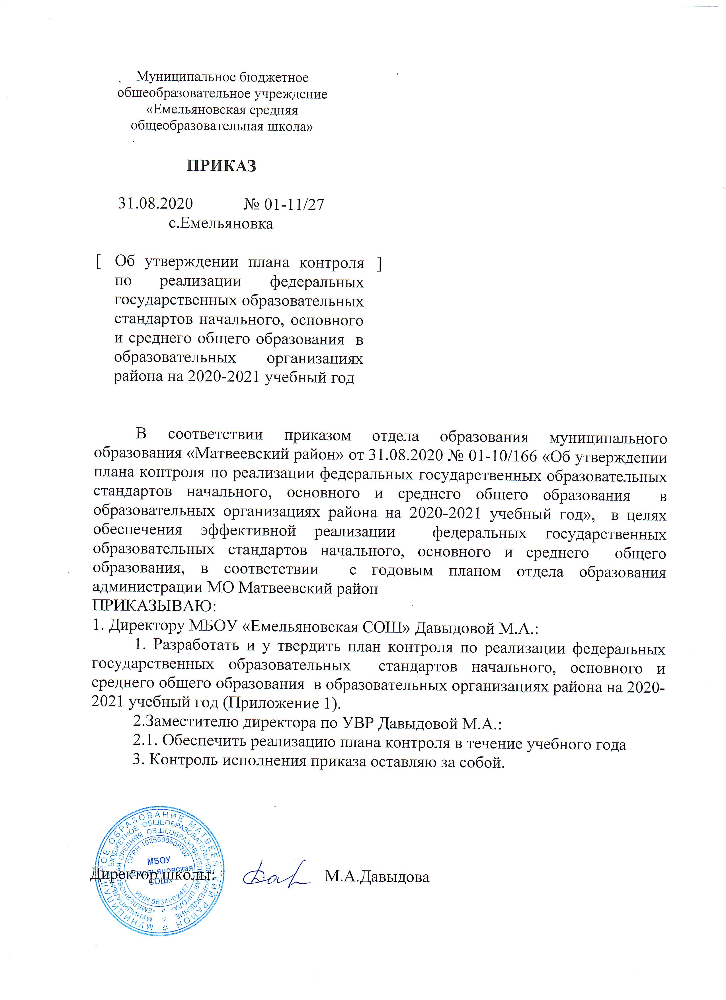 Муниципальное бюджетное
общеобразовательное учреждение
«Емельяновская средняя
общеобразовательная школа»
ПРИКАЗ
31.08.2020 № 01-11/27
с.Емельяновка
[ Об утверждении плана контроля ]
по реализации федеральных
государственных образовательных
стандартов начального, основного
и среднего общего образования в
образовательных организациях
района на 2020-2021 учебный год
В соответствии приказом отдела образования муниципального
образования «Матвеевский район» от 31.08.2020 № 01-10/166 «Об утверждении
плана контроля по реализации федеральных государственных образовательных
стандартов начального, основного и среднего общего образования в
образовательных организациях района на 2020-2021 учебный год», в целях
обеспечения эффективной реализации федеральных государственных
образовательных стандартов начального, основного и среднего общего
образования, в соответствии с годовым планом отдела образования
администрации МО Матвеевский район
ПРИКАЗЫВАЮ:
1. Директору МБОУ «Емельяновская СОШ» Давыдовой М.А.:
1. Разработать и у твердить план контроля по реализации федеральных
государственных образовательных стандартов начального, основного и
среднего общего образования в образовательных организациях района на 2020-
2021 учебный год (Приложение 1).
2.Заместителю директора по УВР Давыдовой М.А.:
2.1. Обеспечить реализацию плана контроля в течение учебного года
3. Контроль исполнения приказа оставляю за собой.
Директор школы: М.А.Давыдова
МУНИЦИПАЛЬНОЕ ОБРАЗОВАНИЕ МАТВЕЕВСКИЙ РАЙОН
МУНИЦИПАЛЬНОЕ БЮДЖЕТНОЕ ОБЩЕОБРАЗОВАТЕЛЬНОЕ УЧРЕЖДЕНИЕ
"ЕМЕЛЬЯНОВСКАЯ СРЕДНЯЯ ОБЩЕОБРАЗОВАТЕЛЬНАЯ ШКОЛА"
ОГРН 1025600508702
МБОУ
Емельяновская
СОШ»
ИНН 5634002487